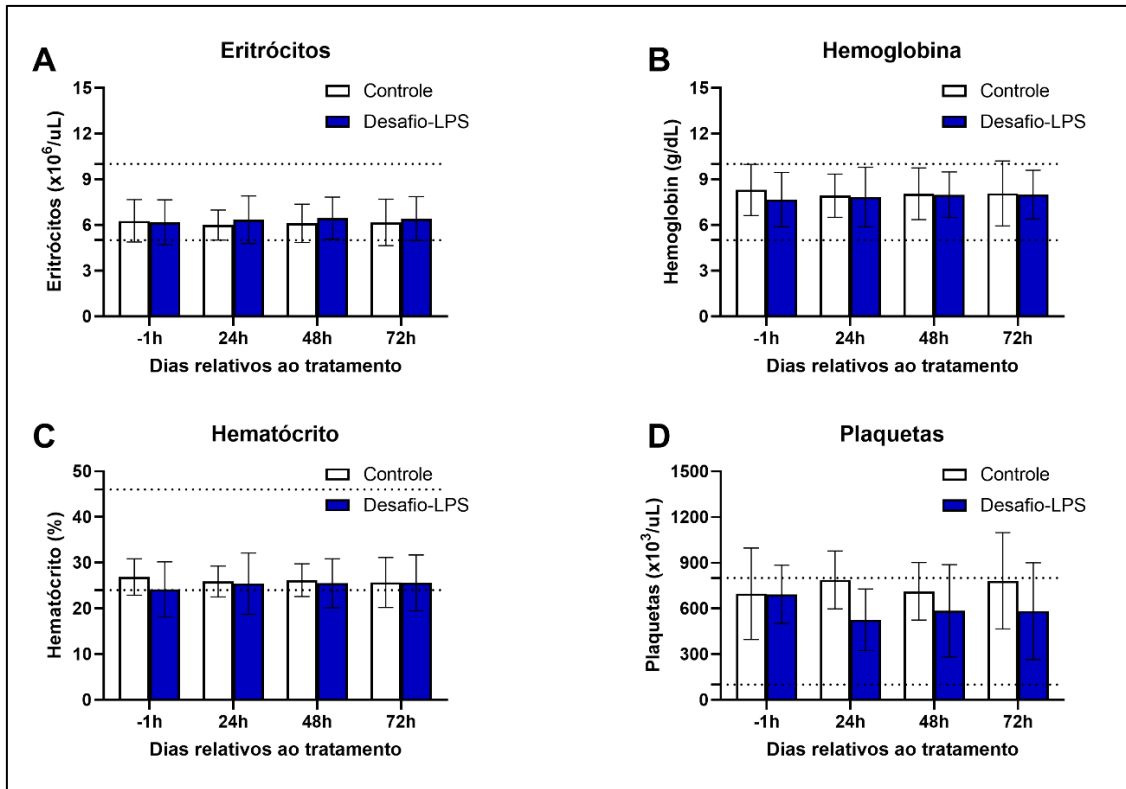 A
Eritrócitos
Controle
Desafio-LPS
Eritrócitos (x10⁶/uL)
15
12
9
6
3
0
-1h 24h 48h 72h
Dias relativos ao tratamento
B
Hemoglobina
Controle
Desafio-LPS
Hemoglobin (g/dL)
15
12
9
6
3
0
-1h 24h 48h 72h
Dias relativos ao tratamento
C
Hematócrito
Controle
Desafio-LPS
Hematócrito (%)
50
40
30
20
10
0
-1h 24h 48h 72h
Dias relativos ao tratamento
D
Plaquetas
Controle
Desafio-LPS
Plaquetas (x10³/uL)
1500
1200
900
600
300
0
-1h 24h 48h 72h
Dias relativos ao tratamento